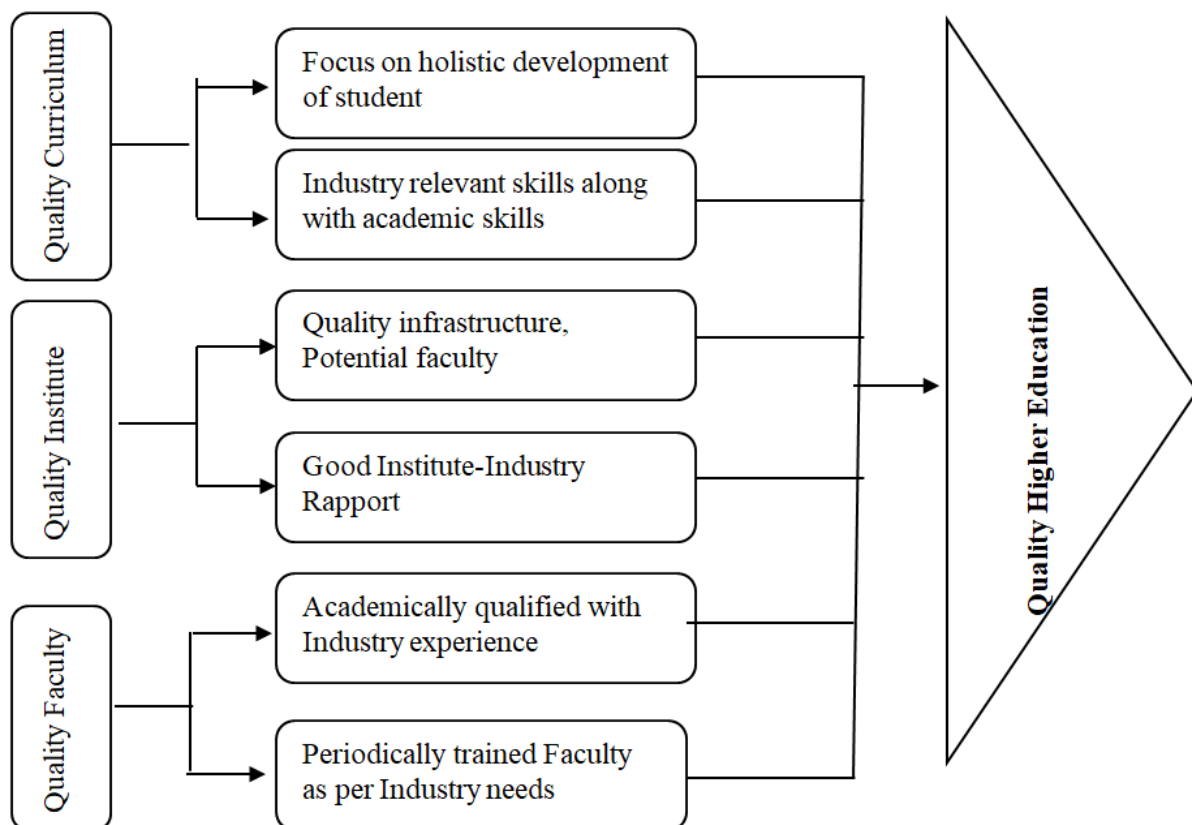 Quality Curriculum
Focus on holistic development
of student
Industry relevant skills along
with academic skills
Quality Institute
Quality infrastructure,
Potential faculty
Good Institute-Industry
Rapport
Quality Faculty
Academically qualified with
Industry experience
Periodically trained Faculty
as per Industry needs
Quality Higher Education